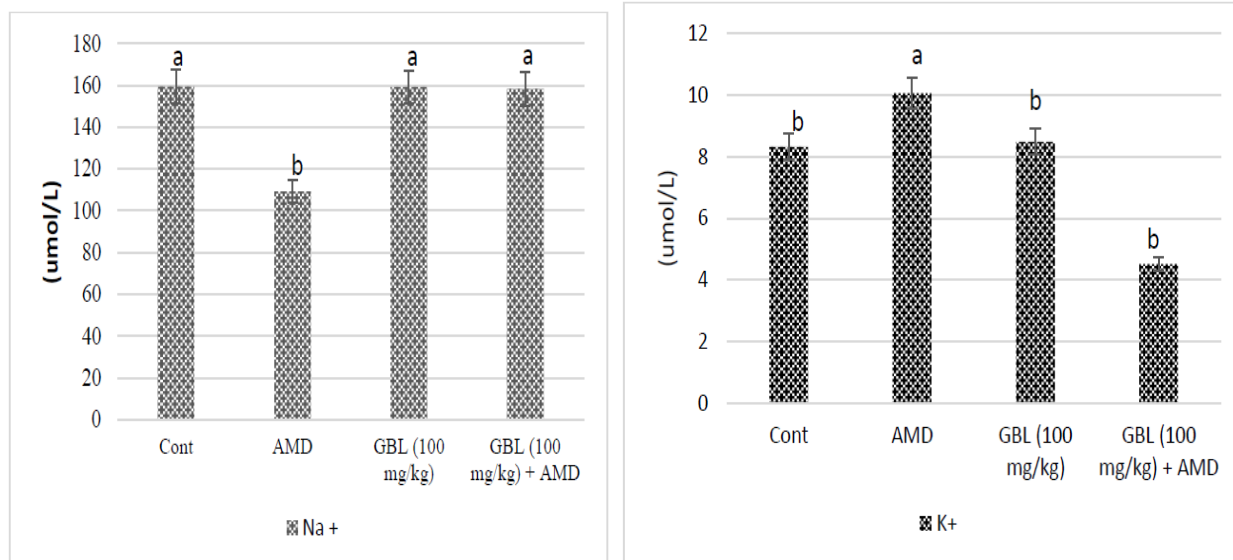 180
160
140
120
100
80
60
40
20
0
(umol/L)
a
b
a
a
Cont
AMD
GBL (100
mg/kg)
GBL (100
mg/kg) + AMD
Na +
12
10
8
6
4
2
0
(umol/L)
b
a
b
b
Cont
AMD
GBL (100
mg/kg)
GBL (100
mg/kg) + AMD
K+